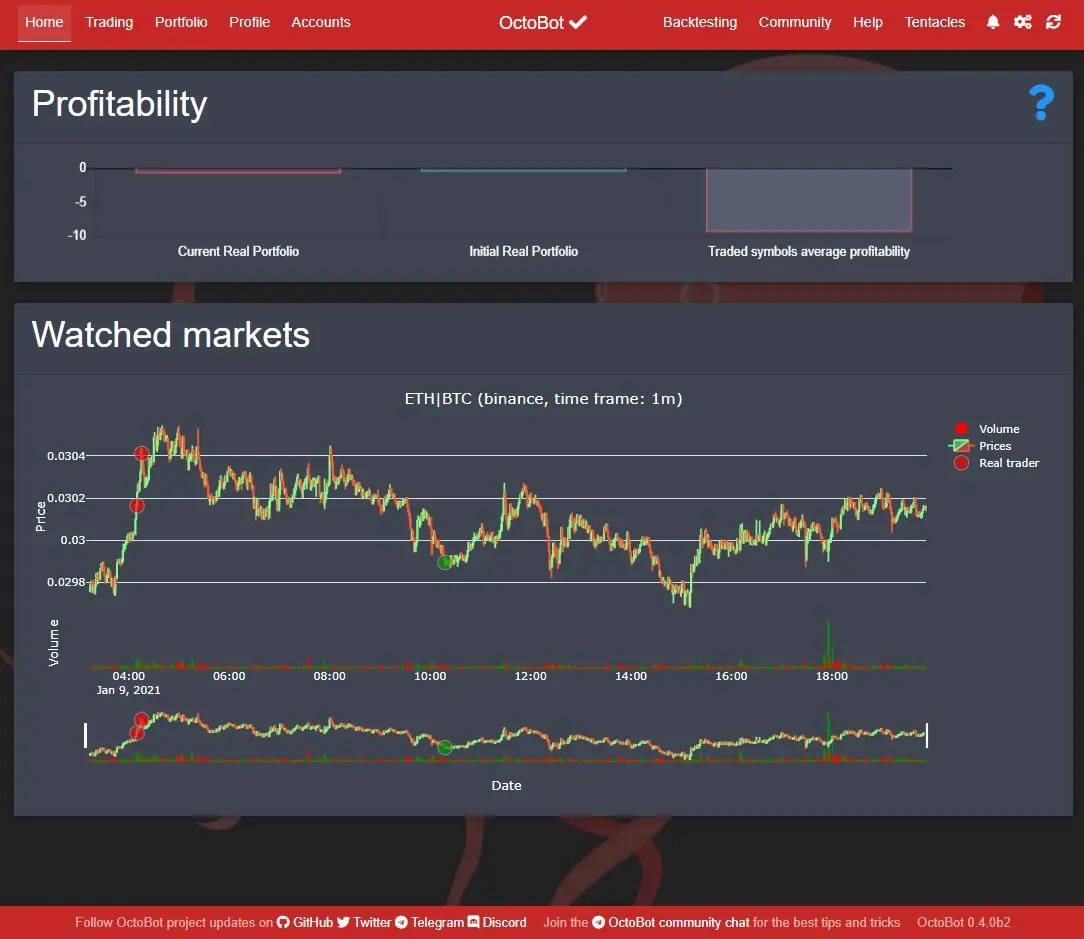 Home Trading Portfolio Profile Accounts OctoBot Backtesting Community Help Tentacles
Profitability ?
0
-5
-10
Current Real Portfolio Initial Real Portfolio Traded symbols average profitability
Watched markets
ETH|BTC (binance, time frame: 1m)
Volume
Prices
Real trader
0.0304
0.0302
0.03
0.0298
Price
Volume
04:00 06:00 08:00 10:00 12:00 14:00 16:00 18:00
Jan 9, 2021
Date
Follow OctoBot project updates on GitHub Twitter Telegram Discord Join the OctoBot community chat for the best tips and tricks OctoBot 0.4.0b2